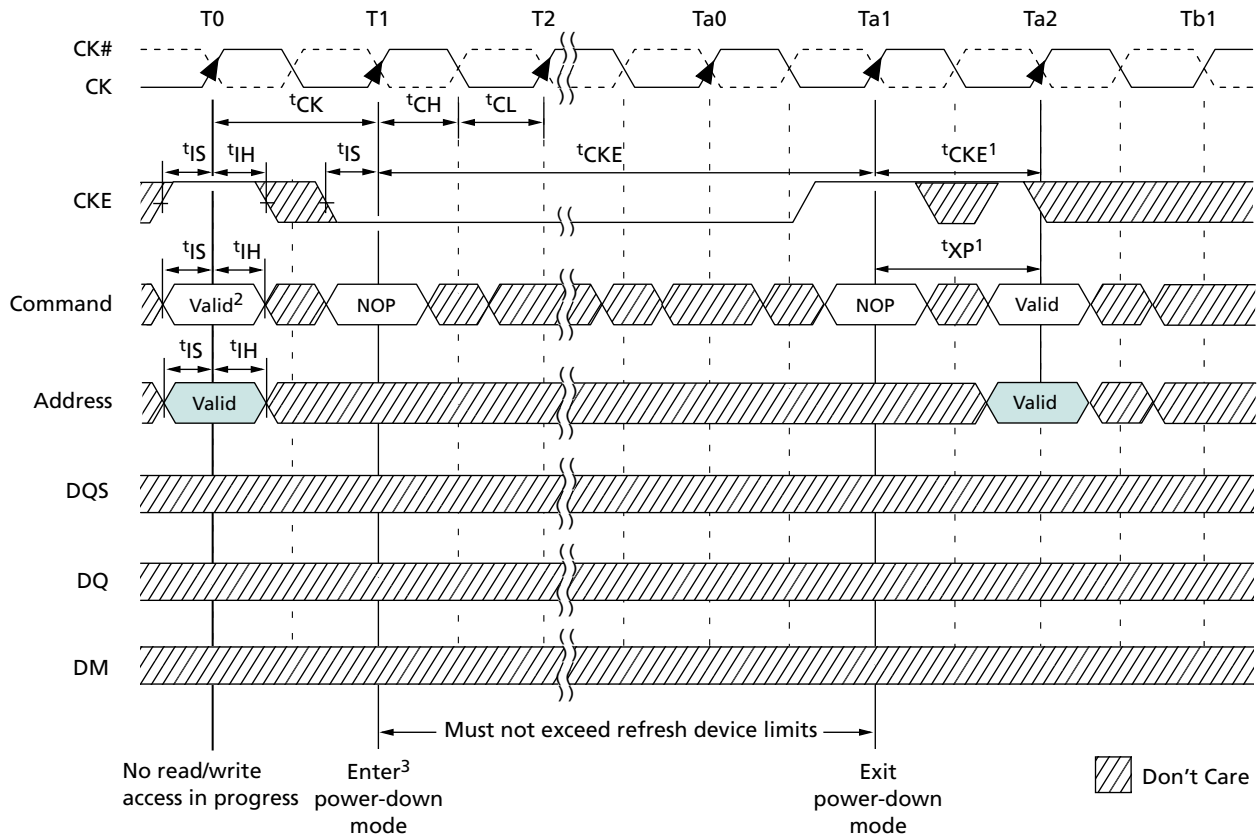 T0 T1 T2 Ta0 Ta1 Ta2 Tb1
CK#
CK
tCK tCH tCL
tIS tIH tIS tCKE tCKE1
CKE
tIS tIH tXP1
Command Valid2 NOP NOP Valid
tIS tIH
Address Valid Valid
DQS
DQ
DM
Must not exceed refresh device limits
No read/write
access in progress
Enter3
power-down
mode
Exit
power-down
mode
Don't Care